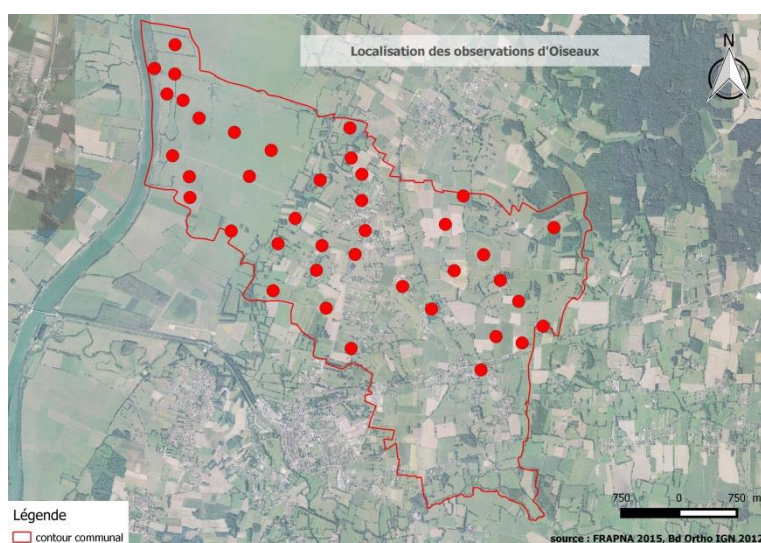 Localisation des observations d'Oiseaux
N
Légende
contour communal
750 0 750 m
source : FRAPNA 2015, Bd Ortho IGN 2012